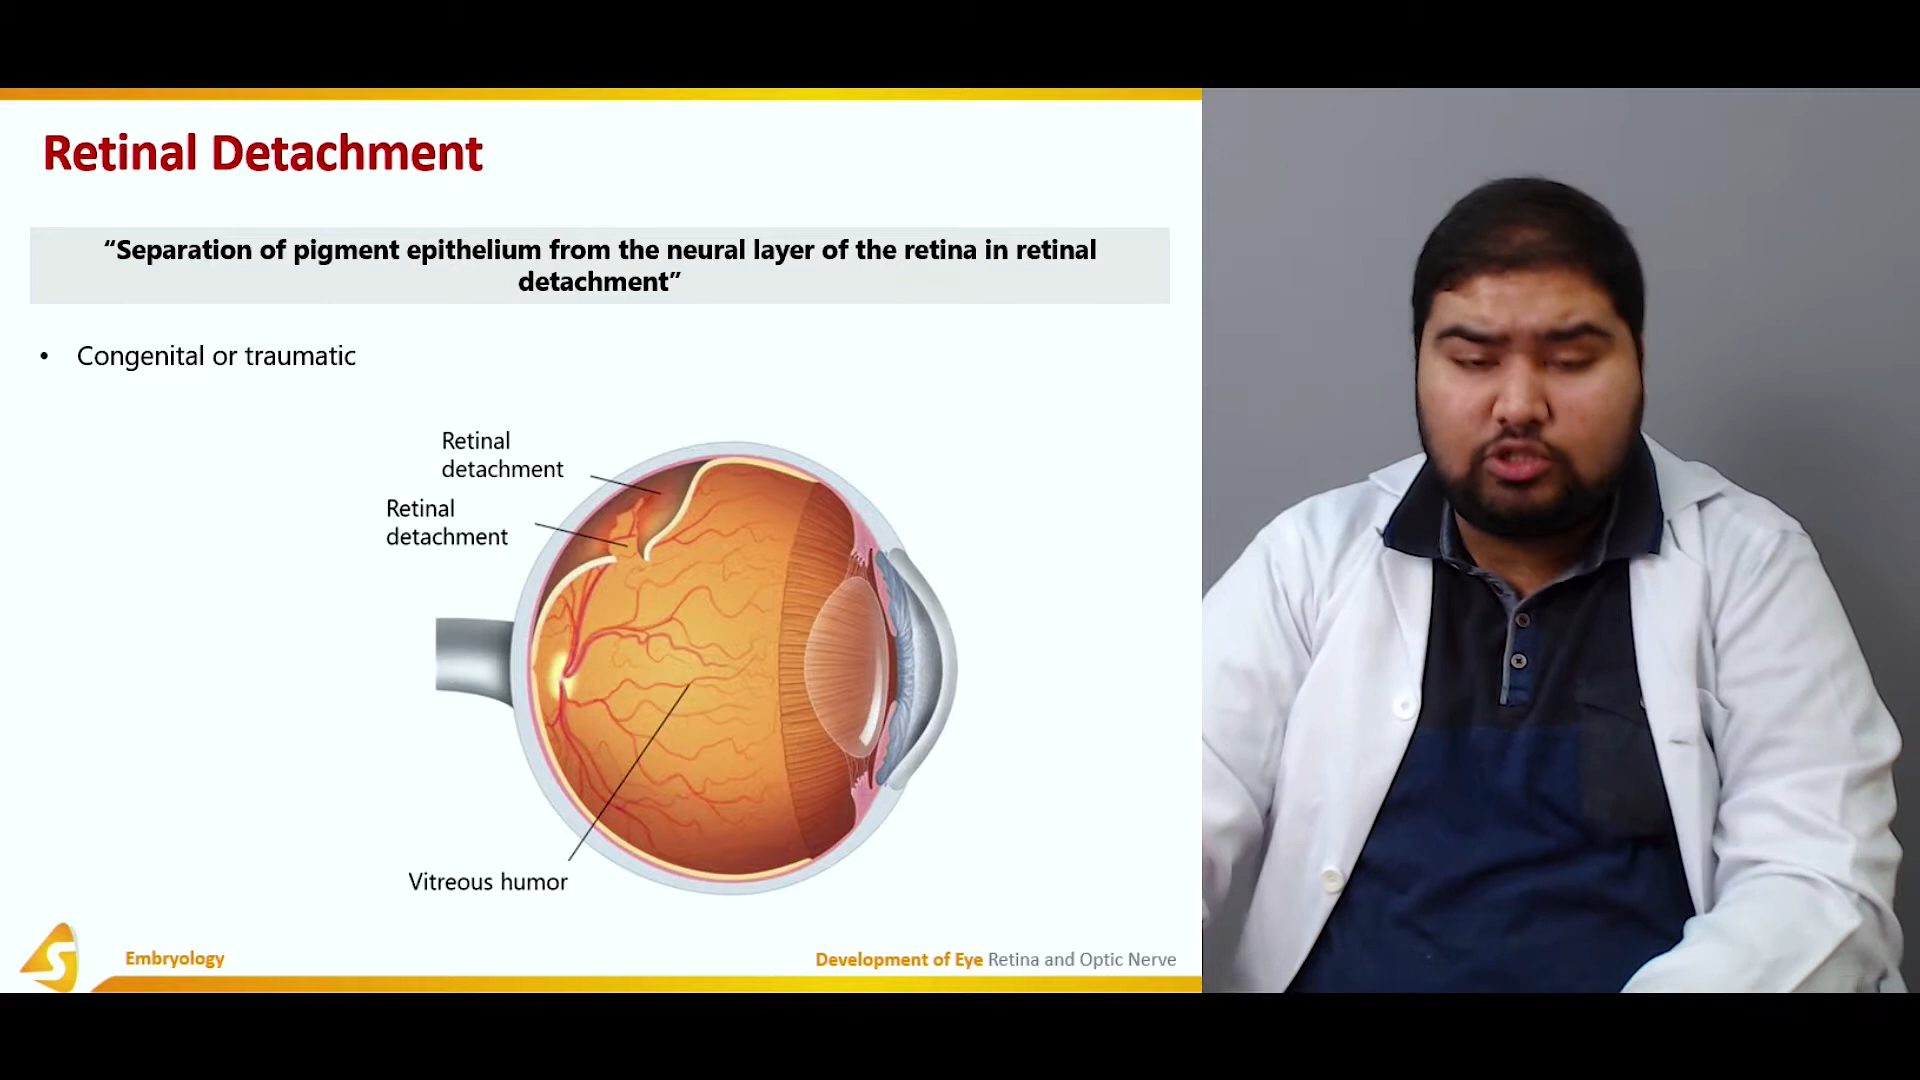 Retinal Detachment
“Separation of pigment epithelium from the neural layer of the retina in retinal
detachment”
• Congenital or traumatic
Retinal
detachment
Retinal
detachment
Vitreous humor
S
Embryology
Development of Eye Retina and Optic Nerve